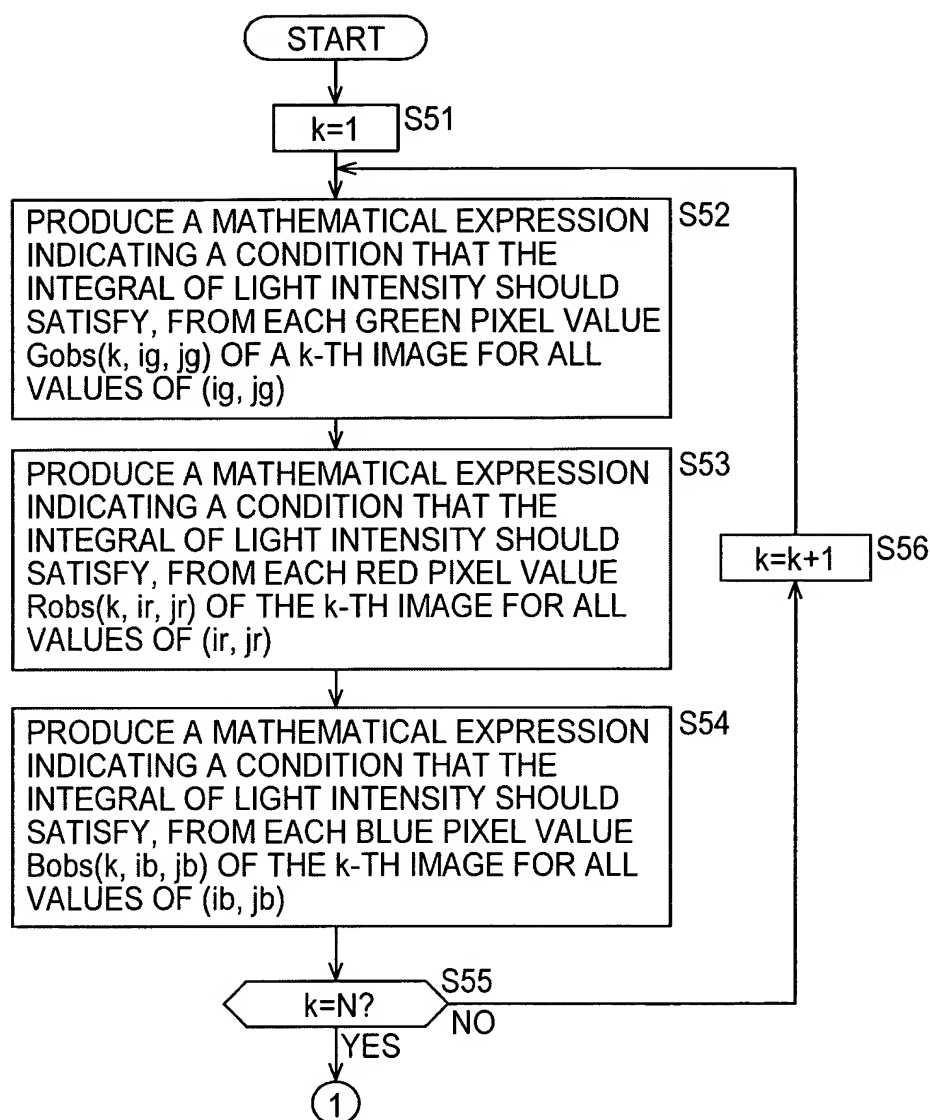 START
k=1
S51
PRODUCE A MATHEMATICAL EXPRESSION
INDICATING A CONDITION THAT THE
INTEGRAL OF LIGHT INTENSITY SHOULD
SATISFY, FROM EACH GREEN PIXEL VALUE
Gobs(k, ig, jg) OF A k-TH IMAGE FOR ALL
VALUES OF (ig, jg)
S52
PRODUCE A MATHEMATICAL EXPRESSION
INDICATING A CONDITION THAT THE
INTEGRAL OF LIGHT INTENSITY SHOULD
SATISFY, FROM EACH RED PIXEL VALUE
Robs(k, ir, jr) OF THE k-TH IMAGE FOR ALL
VALUES OF (ir, jr)
S53
k=k+1
S56
PRODUCE A MATHEMATICAL EXPRESSION
INDICATING A CONDITION THAT THE
INTEGRAL OF LIGHT INTENSITY SHOULD
SATISFY, FROM EACH BLUE PIXEL VALUE
Bobs(k, ib, jb) OF THE k-TH IMAGE FOR ALL
VALUES OF (ib, jb)
S54
k=N?
S55
NO
YES
1